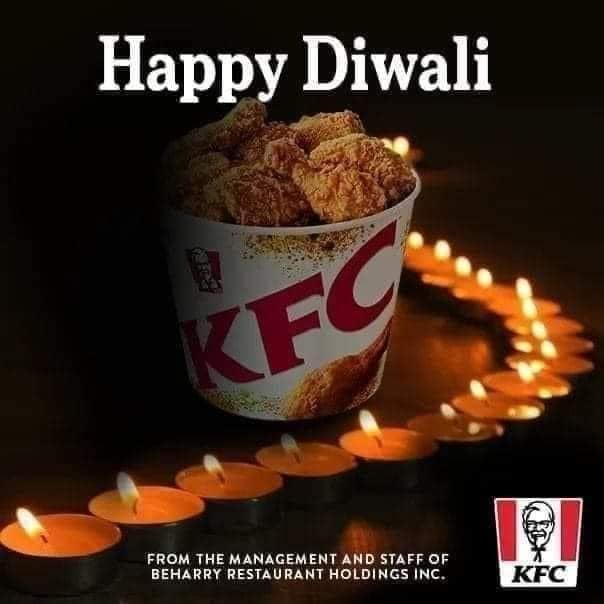 Happy Diwali
KFC
FROM THE MANAGEMENT AND STAFF OF
BEHARRY RESTAURANT HOLDINGS INC.
KFC